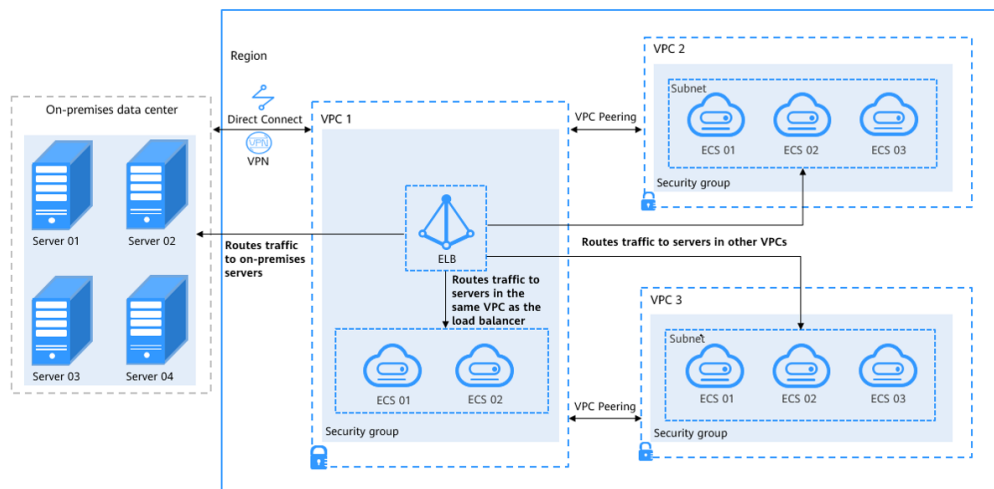 Region
On-premises data center
Server 01
Server 02
Server 03
Server 04
Direct Connect
VPN
VPN
Routes traffic
to on-premises
servers
VPC 1
ELB
Routes traffic to
servers in the
same VPC as the
load balancer
ECS 01
ECS 02
Security group
VPC Peering
Routes traffic to servers in other VPCs
VPC Peering
VPC 2
Subnet
ECS 01
ECS 02
ECS 03
Security group
VPC 3
Subnet
ECS 01
ECS 02
ECS 03
Security group